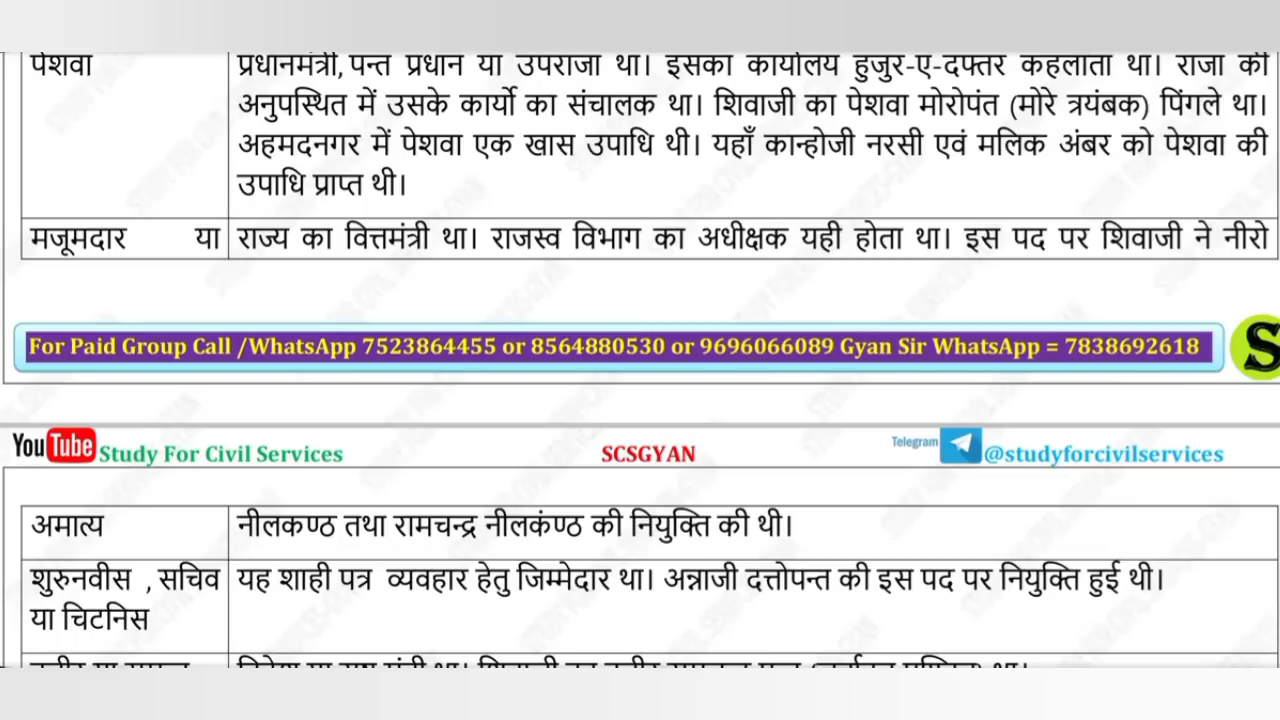 पेशवा प्रधानमंत्री, पन्त प्रधान या उपराजा था। इसका कार्यालय हुजुर-ए-दफ्तर कहलाता था। राजा की
अनुपस्थित में उसके कार्यो का संचालक था। शिवाजी का पेशवा मोरोपंत (मोरे त्रयंबक) पिंगले था।
अहमदनगर में पेशवा एक खास उपाधि थी। यहाँ कान्होजी नरसी एवं मलिक अंबर को पेशवा की
उपाधि प्राप्त थी।
मजूमदार या राज्य का वित्तमंत्री था। राजस्व विभाग का अधीक्षक यही होता था। इस पद पर शिवाजी ने नीरो
For Paid Group Call /WhatsApp 7523864455 or 8564880530 or 9696066089 Gyan Sir WhatsApp = 7838692618
S
YouTube Study For Civil Services SCSGYAN Telegram @studyforcivilservices
अमात्य नीलकण्ठ तथा रामचन्द्र नीलकंण्ठ की नियुक्ति की थी।
शुरुनवीस , सचिव यह शाही पत्र व्यवहार हेतु जिम्मेदार था। अन्नाजी दत्तोपन्त की इस पद पर नियुक्ति हुई थी।
या चिटनिस